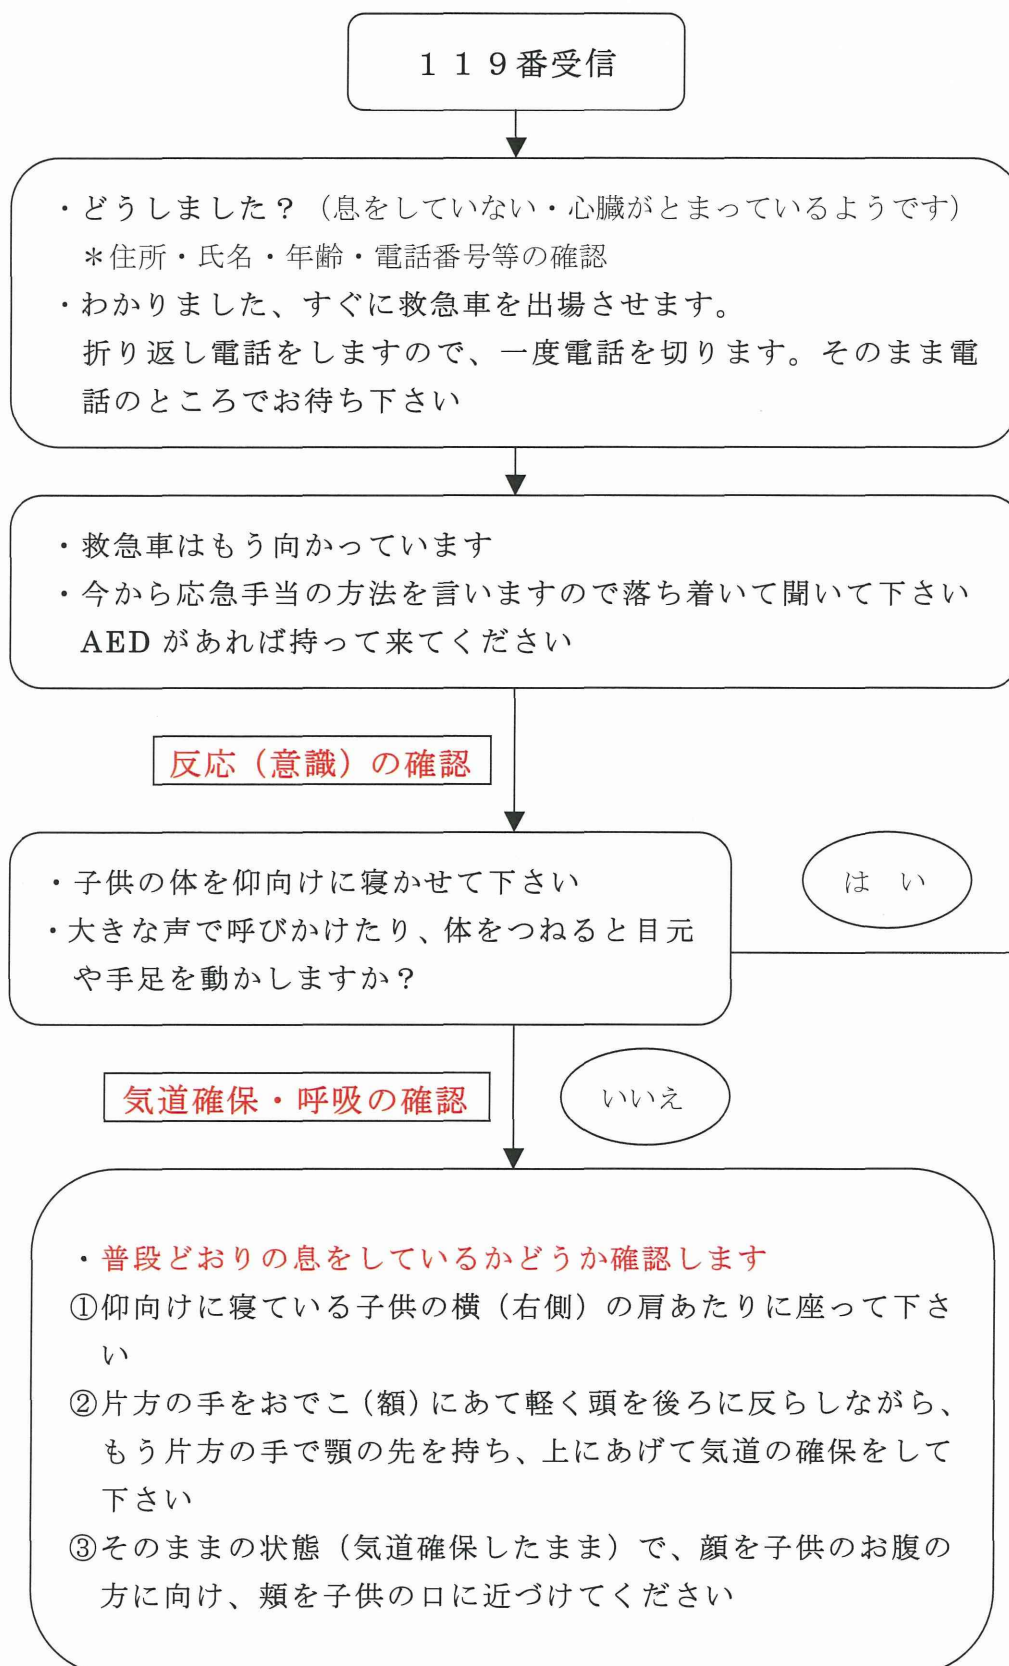 １１９番受信
・どうしました？（息をしていない・心臓がとまっているようです）
＊住所・氏名・年齢・電話番号等の確認
・わかりました、すぐに救急車を出場させます。
折り返し電話をしますので、一度電話を切ります。そのまま電
話のところでお待ち下さい
・救急車はもう向かっています
・今から応急手当の方法を言いますので落ち着いて聞いて下さい
AED があれば持って来てください
反応（意識）の確認
・子供の体を仰向けに寝かせて下さい
・大きな声で呼びかけたり、体をつねると目元
や手足を動かしますか？
は　い
気道確保・呼吸の確認
いいえ
・普段どおりの息をしているかどうか確認します
①仰向けに寝ている子供の横（右側）の肩あたりに座って下さ
い
②片方の手をおでこ（額）にあて軽く頭を後ろに反らしながら、
もう片方の手で顎の先を持ち、上にあげて気道の確保をして
下さい
③そのままの状態（気道確保したまま）で、顔を子供のお腹の
方に向け、頬を子供の口に近づけてください